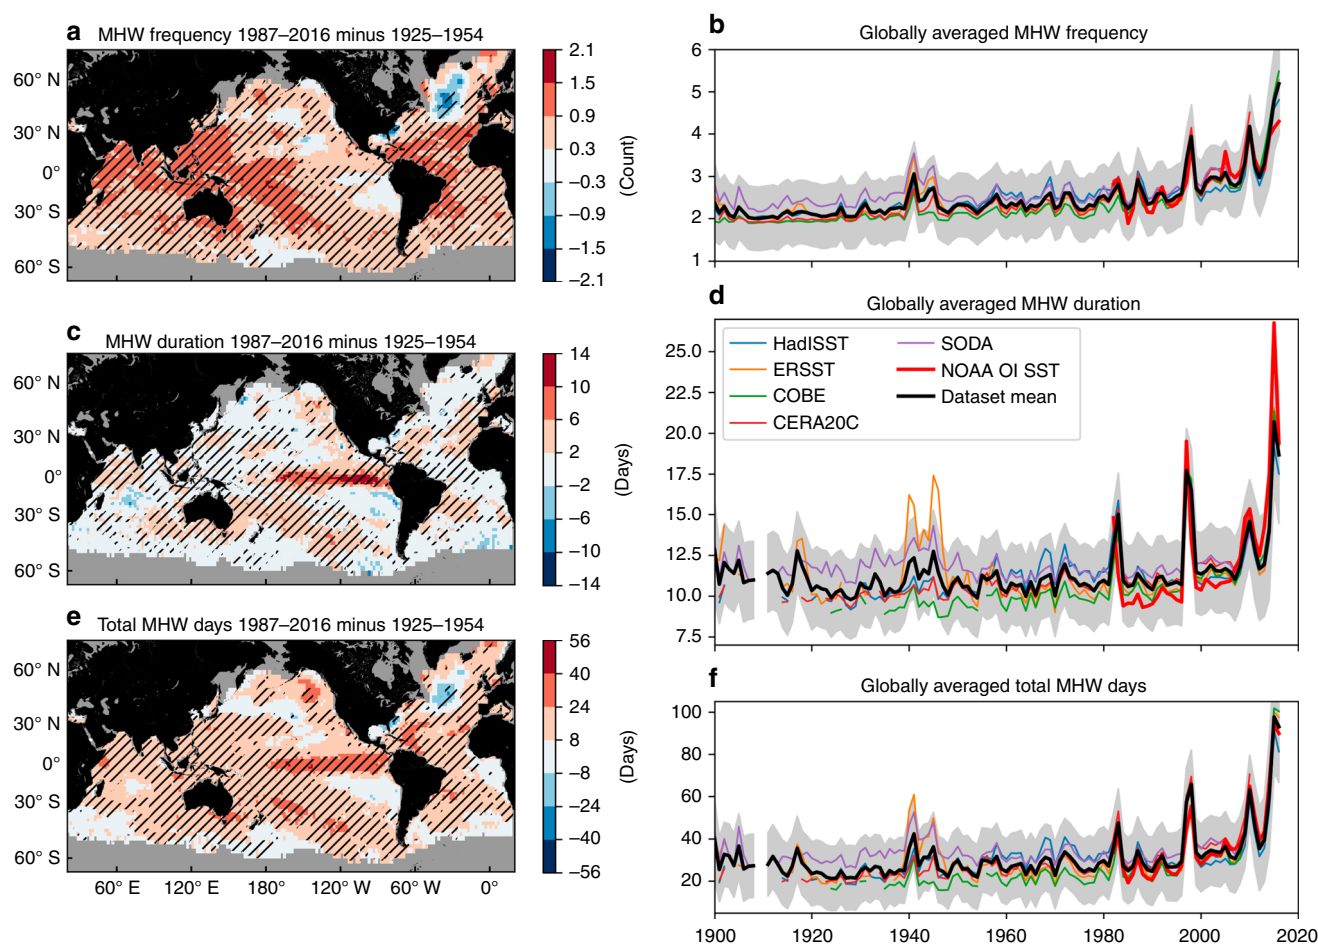 a
MHW frequency 1987–2016 minus 1925–1954
60° N
30° N
0°
30° S
60° S
2.1
1.5
0.9
0.3
−0.3
−0.9
−1.5
−2.1
(Count)
b
Globally averaged MHW frequency
6
5
4
3
2
1
c
MHW duration 1987–2016 minus 1925–1954
60° N
30° N
0°
30° S
60° S
14
10
6
2
−2
−6
−10
−14
(Days)
d
Globally averaged MHW duration
25.0
22.5
20.0
17.5
15.0
12.5
10.0
7.5
HadISST
ERSST
COBE
CERA20C
SODA
NOAA OI SST
Dataset mean
e
Total MHW days 1987–2016 minus 1925–1954
60° N
30° N
0°
30° S
60° S
60° E 120° E 180° 120° W 60° W 0°
56
40
24
8
−8
−24
−40
−56
(Days)
f
Globally averaged total MHW days
100
80
60
40
20
1900 1920 1940 1960 1980 2000 2020